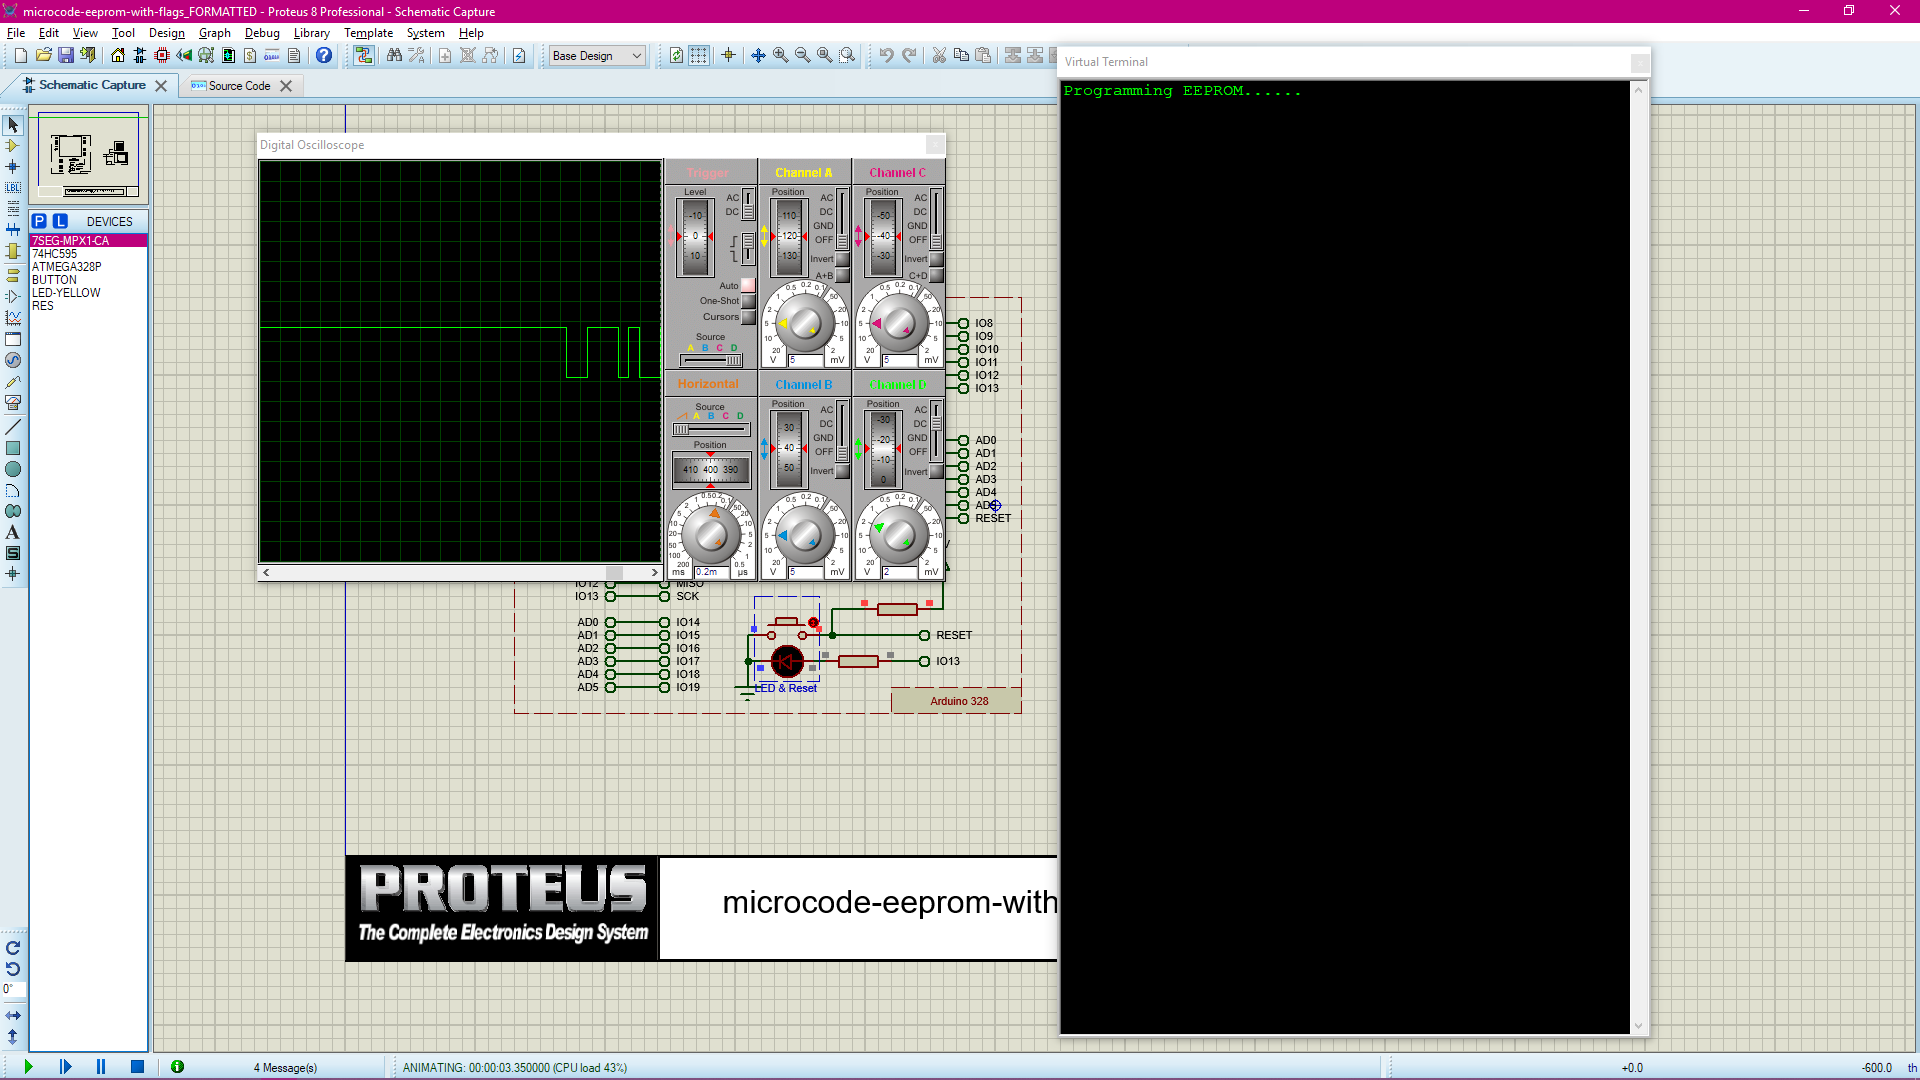 microcode-eeprom-with-flags_FORMATTED - Proteus 8 Professional - Schematic Capture
File Edit View Tool Design Graph Debug Library Template System Help
Base Design
Schematic Capture
Source Code
Virtual Terminal
Programming EEPROM......
LBL
A
S
0°
P L DEVICES
7SEG-MPX1-CA
74HC595
ATMEGA328P
BUTTON
LED-YELLOW
RES
Digital Oscilloscope
Trigger
Level
-10
0
10
AC
DC
Auto
One-Shot
Cursors
Source
A B C D
Channel A
Position
110
120
130
AC
DC
GND
OFF
Invert
A+B
V 5 mV
Channel C
Position
-50
-40
-30
AC
DC
GND
OFF
Invert
C+D
V 5 mV
Horizontal
Source
A B C D
Position
410 400 390
ms 0.2m µs
Channel B
Position
30
40
50
AC
DC
GND
OFF
Invert
V 5 mV
Channel D
Position
-30
-20
-10
0
AC
DC
GND
OFF
Invert
V 2 mV
IO8
IO9
IO10
IO11
IO12
IO13
AD0
AD1
AD2
AD3
AD4
AD5
RESET
IO12 MISO
IO13 SCK
AD0 IO14
AD1 IO15
AD2 IO16
AD3 IO17
AD4 IO18
AD5 IO19
RESET
IO13
LED & Reset
Arduino 328
PROTEUS
The Complete Electronics Design System
microcode-eeprom-with
4 Message(s)
ANIMATING: 00:00:03.350000 (CPU load 43%)
+0.0
-600.0
th